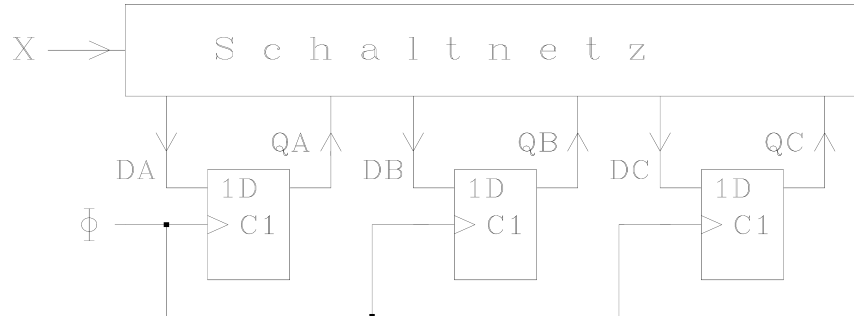 X Schaltnetz
QA QB QC
DA DB DC
1D 1D 1D
Φ C1 C1 C1